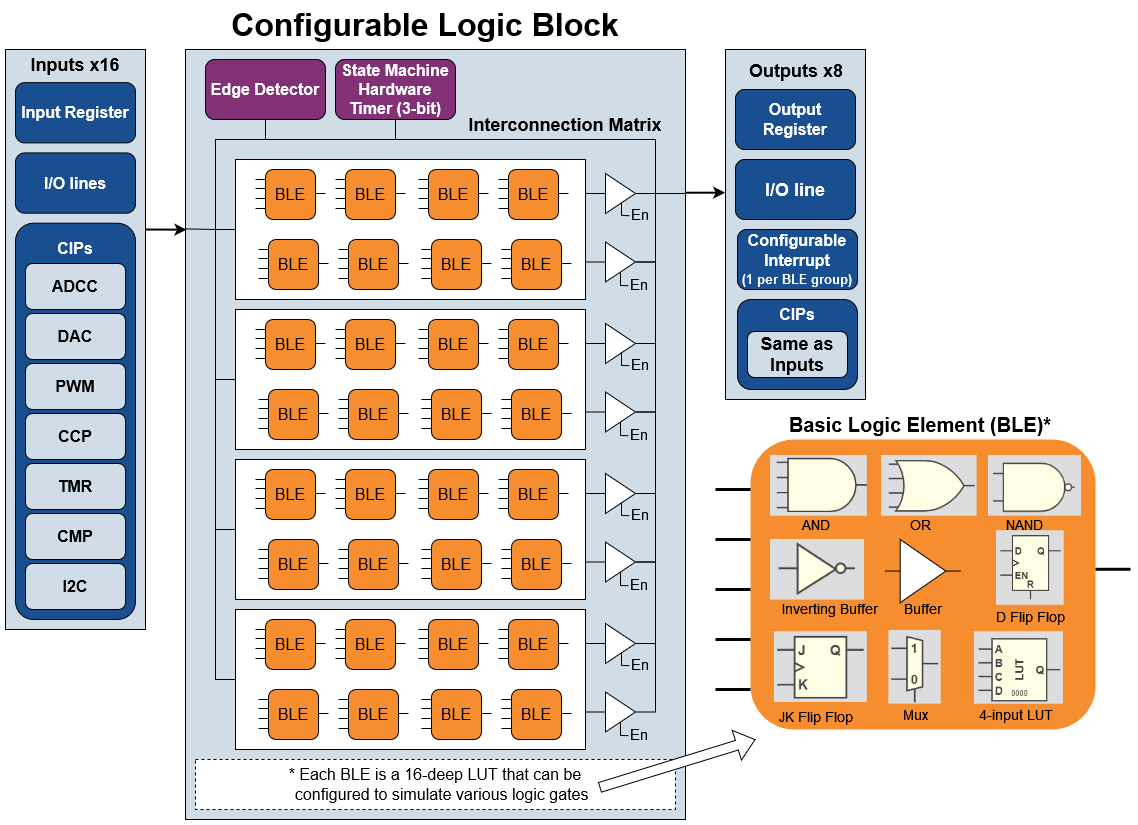 Configurable Logic Block
Inputs x16
Input Register
I/O lines
CIPs
ADCC
DAC
PWM
CCP
TMR
CMP
I2C
Edge Detector
State Machine
Hardware
Timer (3-bit)
Interconnection Matrix
BLE BLE BLE BLE
En
BLE BLE BLE BLE
En
BLE BLE BLE BLE
En
BLE BLE BLE BLE
En
BLE BLE BLE BLE
En
BLE BLE BLE BLE
En
BLE BLE BLE BLE
En
BLE BLE BLE BLE
En
* Each BLE is a 16-deep LUT that can be
configured to simulate various logic gates
Outputs x8
Output
Register
I/O line
Configurable
Interrupt
(1 per BLE group)
CIPs
Same as
Inputs
Basic Logic Element (BLE)*
AND OR NAND
D Q
EN
R
Inverting Buffer Buffer D Flip Flop
J Q
K
1
0
A
B
C
D
LUT
Q
0000
JK Flip Flop Mux 4-input LUT